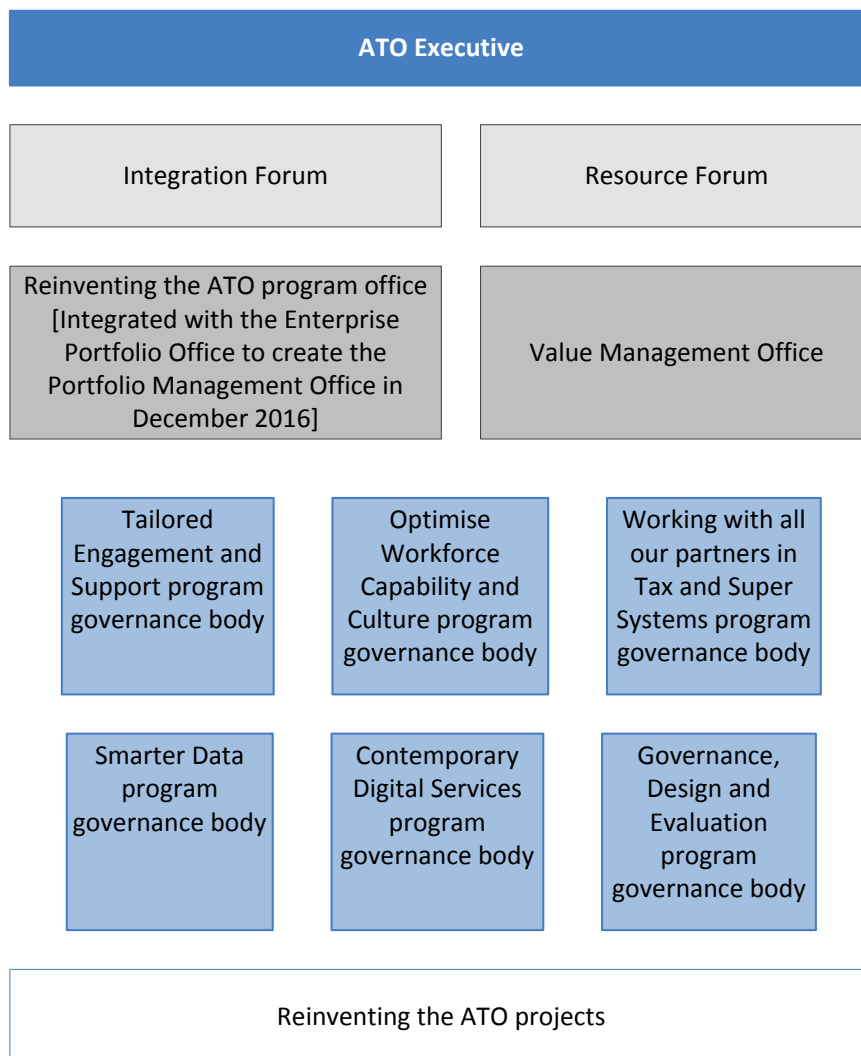 ATO Executive
Integration Forum
Resource Forum
Reinventing the ATO program office
[Integrated with the Enterprise
Portfolio Office to create the
Portfolio Management Office in
December 2016]
Value Management Office
Tailored
Engagement and
Support program
governance body
Optimise
Workforce
Capability and
Culture program
governance body
Working with all
our partners in
Tax and Super
Systems program
governance body
Smarter Data
program
governance body
Contemporary
Digital Services
program
governance body
Governance,
Design and
Evaluation
program
governance body
Reinventing the ATO projects